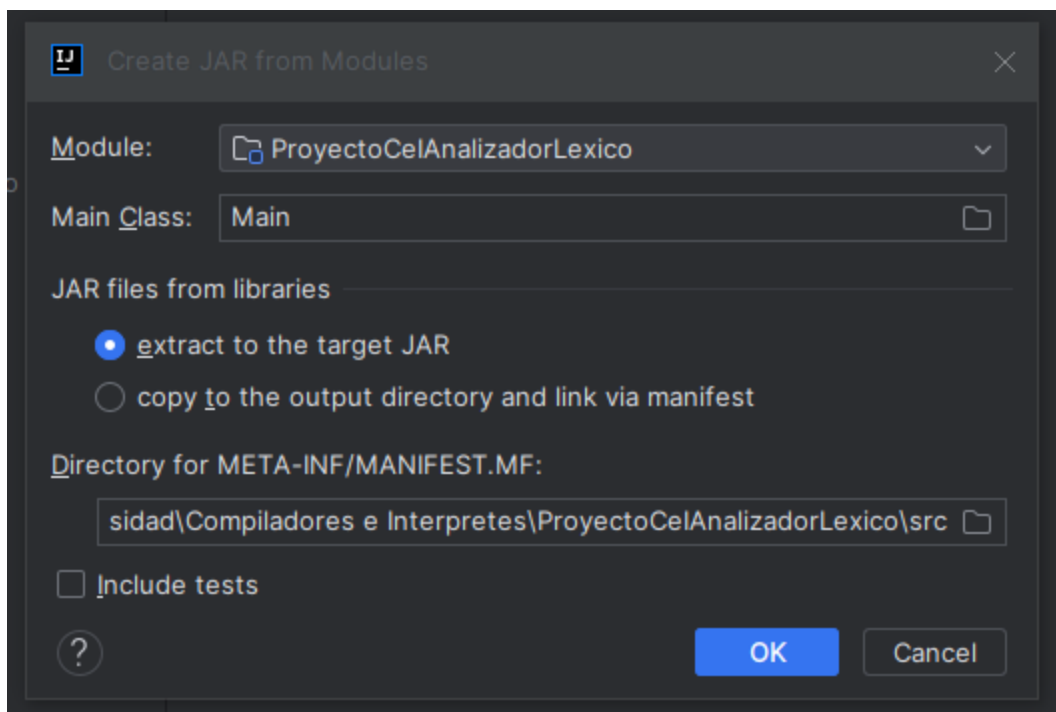 IJ
Create JAR from Modules
Module:
ProyectoCeIAnalizadorLexico
Main Class:
Main
JAR files from libraries
extract to the target JAR
copy to the output directory and link via manifest
Directory for META-INF/MANIFEST.MF:
sidad\Compiladores e Interpretes\ProyectoCeIAnalizadorLexico\src
Include tests
?
OK
Cancel
o